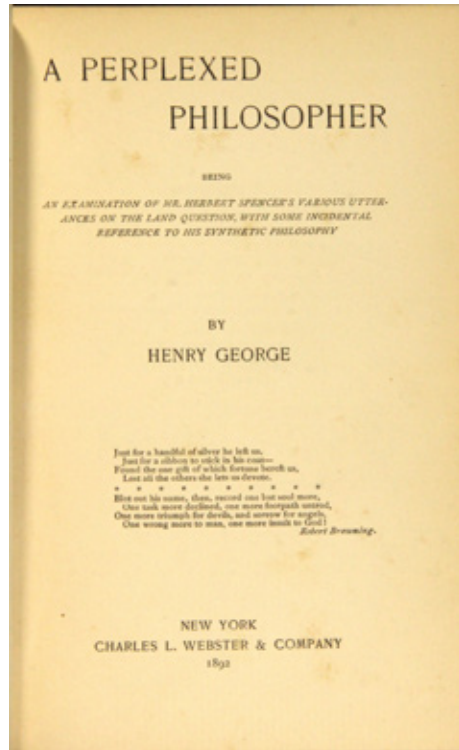 A PERPLEXED
PHILOSOPHER
BEING
AN EXAMINATION OF MR. HERBERT SPENCER'S VARIOUS UTTER-
ANCES ON THE LAND QUESTION, WITH SOME INCIDENTAL
REFERENCE TO HIS SYNTHETIC PHILOSOPHY
BY
HENRY GEORGE
Just for a handful of silver he left us,
Just for a ribbon to stick in his coat—
Found the one gift of which fortune bereft us,
Lost all the others she lets us devote.
* * * * * * * * * * *
Blot out his name, then, record one lost soul more,
One task more declined, one more footpath untrod,
One more triumph for devils, and sorrow for angels,
One wrong more to man, one more insult to God!
Robert Browning.
NEW YORK
CHARLES L. WEBSTER & COMPANY
1892